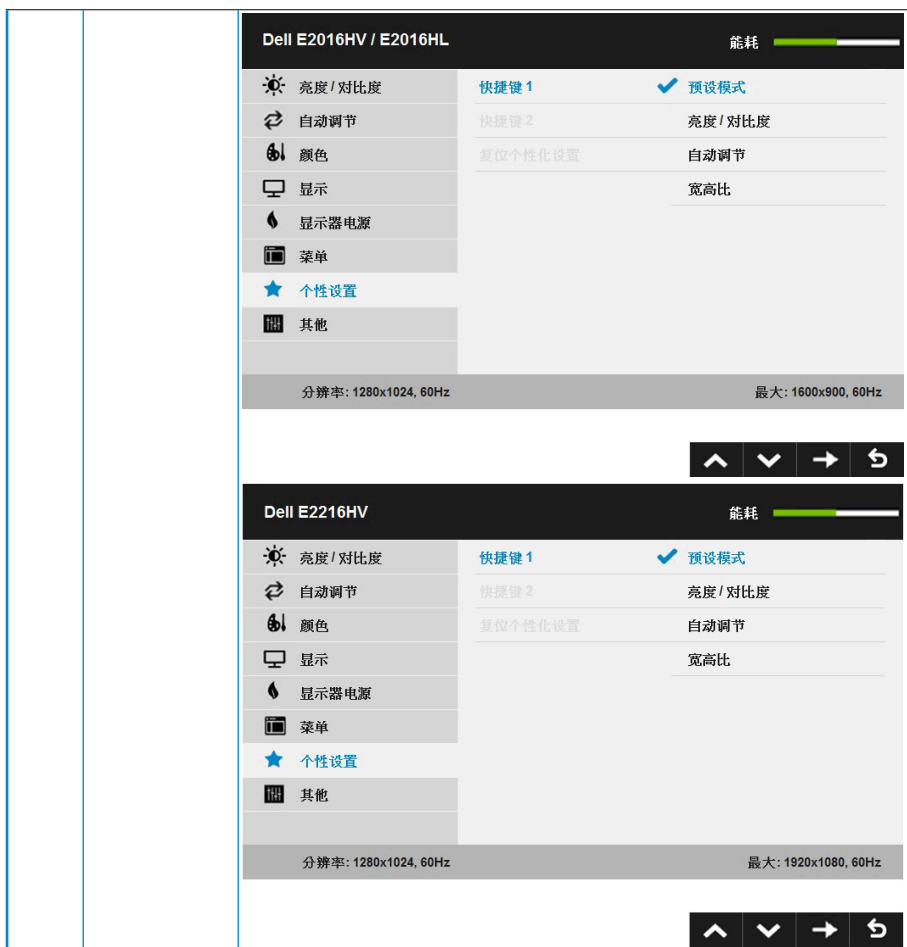 Dell E2016HV / E2016HL 能耗
亮度 / 对比度 快捷键 1 预设模式
自动调节 快捷键 2 亮度 / 对比度
颜色 复位个性化设置 自动调节
显示 宽高比
显示器电源
菜单
个性设置
其他
分辨率: 1280x1024, 60Hz 最大: 1600x900, 60Hz
Dell E2216HV 能耗
亮度 / 对比度 快捷键 1 预设模式
自动调节 快捷键 2 亮度 / 对比度
颜色 复位个性化设置 自动调节
显示 宽高比
显示器电源
菜单
个性设置
其他
分辨率: 1280x1024, 60Hz 最大: 1920x1080, 60Hz